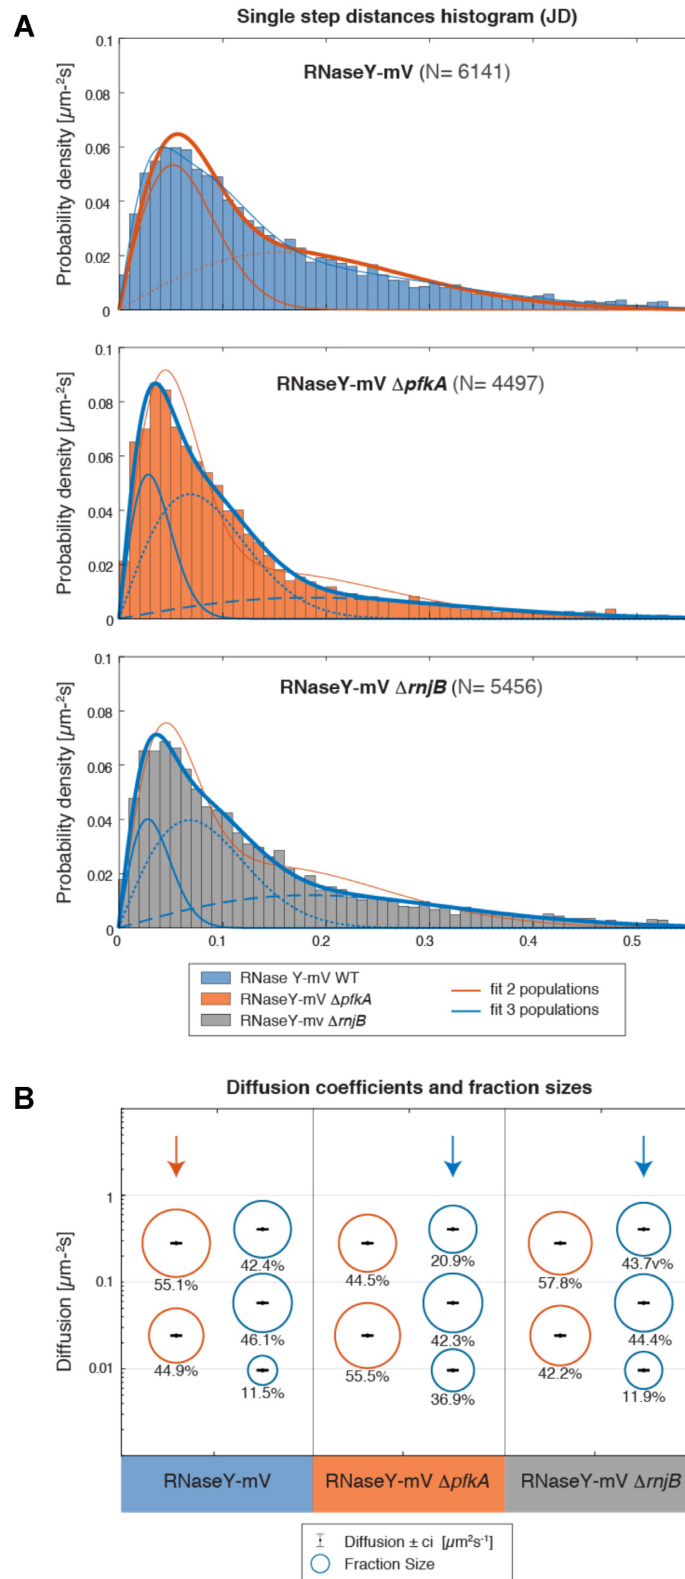 A
Single step distances histogram (JD)
RNaseY-mV (N= 6141)
Probability density [µm-²s)
0.1
0.08
0.06
0.04
0.02
0
RNaseY-mV ΔpfkA (N= 4497)
Probability density [µm-²s)
0.1
0.08
0.06
0.04
0.02
0
RNaseY-mV ΔrnjB (N= 5456)
Probability density [µm-²s)
0.1
0.08
0.06
0.04
0.02
0
0 0.1 0.2 0.3 0.4 0.5
RNase Y-mV WT
RNaseY-mV ΔpfkA
RNaseY-mv ΔrnjB
fit 2 populations
fit 3 populations
B
Diffusion coefficients and fraction sizes
Diffusion [µm-²s)
1
0.1
0.01
55.1% 42.4% 44.5% 20.9% 57.8% 43.7v%
44.9% 46.1% 55.5% 42.3% 42.2% 44.4%
11.5% 36.9% 11.9%
RNaseY-mV RNaseY-mV ΔpfkA RNaseY-mV ΔrnjB
Diffusion ± ci [µm²s⁻¹]
Fraction Size